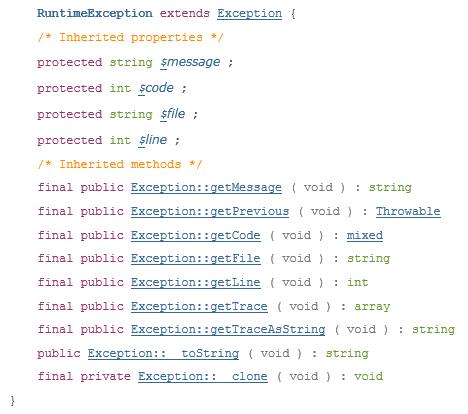 RuntimeException extends Exception {
/* Inherited properties */
protected string $message ;
protected int $code ;
protected string $file ;
protected int $line ;
/* Inherited methods */
final public Exception::getMessage ( void ) : string
final public Exception::getPrevious ( void ) : Throwable
final public Exception::getCode ( void ) : mixed
final public Exception::getFile ( void ) : string
final public Exception::getLine ( void ) : int
final public Exception::getTrace ( void ) : array
final public Exception::getTraceAsString ( void ) : string
public Exception::__toString ( void ) : string
final private Exception::__clone ( void ) : void
}